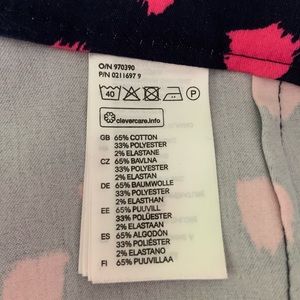 O/N 970390
P/N 0211697 9
40
P
clevercare.info
GB 65% COTTON
33% POLYESTER
2% ELASTANE
CZ 65% BAVLNA
33% POLYESTER
2% ELASTAN
DE 65% BAUMWOLLE
33% POLYESTER
2% ELASTHAN
EE 65% PUUVILL
33% POLÜESTER
2% ELASTAAN
ES 65% ALGODÓN
33% POLIÉSTER
2% ELASTANO
FI 65% PUUVILLAA